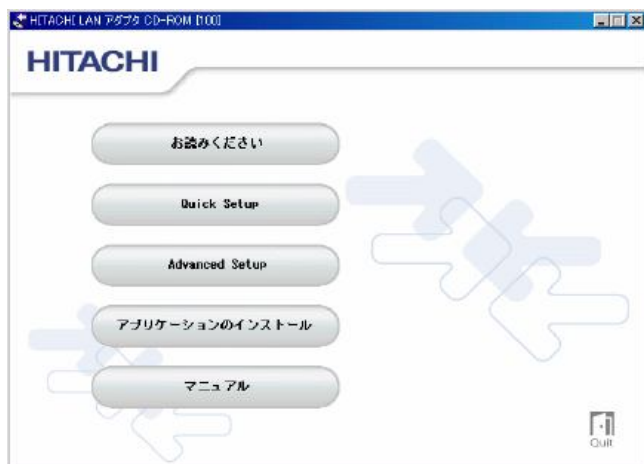 HITACHI LAN アダプタ CD-ROM [100]
HITACHI
お読みください
Quick Setup
Advanced Setup
アプリケーションのインストール
マニュアル
Quit